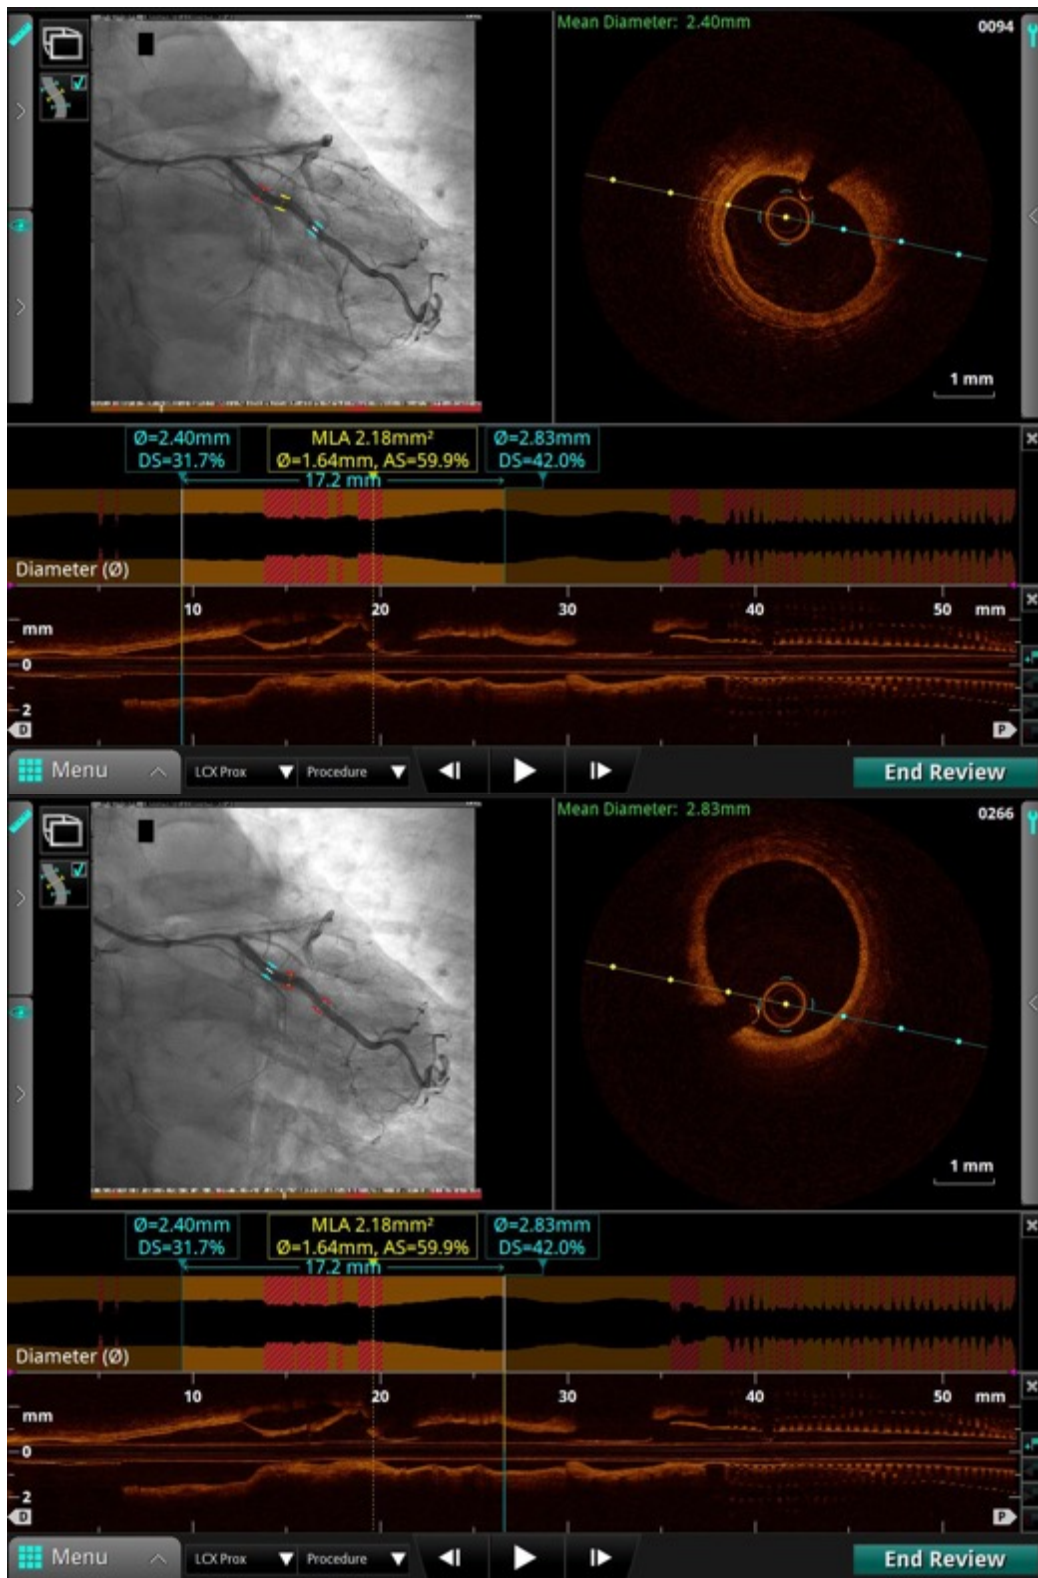 Mean Diameter: 2.40mm
0094
1 mm
Ø=2.40mm
DS=31.7%
MLA 2.18mm²
Ø=1.64mm, AS=59.9%
Ø=2.83mm
DS=42.0%
17.2 mm
Diameter (Ø)
10 20 30 40 50 mm
mm
0
2
D
P
Menu
LCX Prox
Procedure
End Review
Mean Diameter: 2.83mm
0266
1 mm
Ø=2.40mm
DS=31.7%
MLA 2.18mm²
Ø=1.64mm, AS=59.9%
Ø=2.83mm
DS=42.0%
17.2 mm
Diameter (Ø)
10 20 30 40 50 mm
mm
0
2
D
P
Menu
LCX Prox
Procedure
End Review